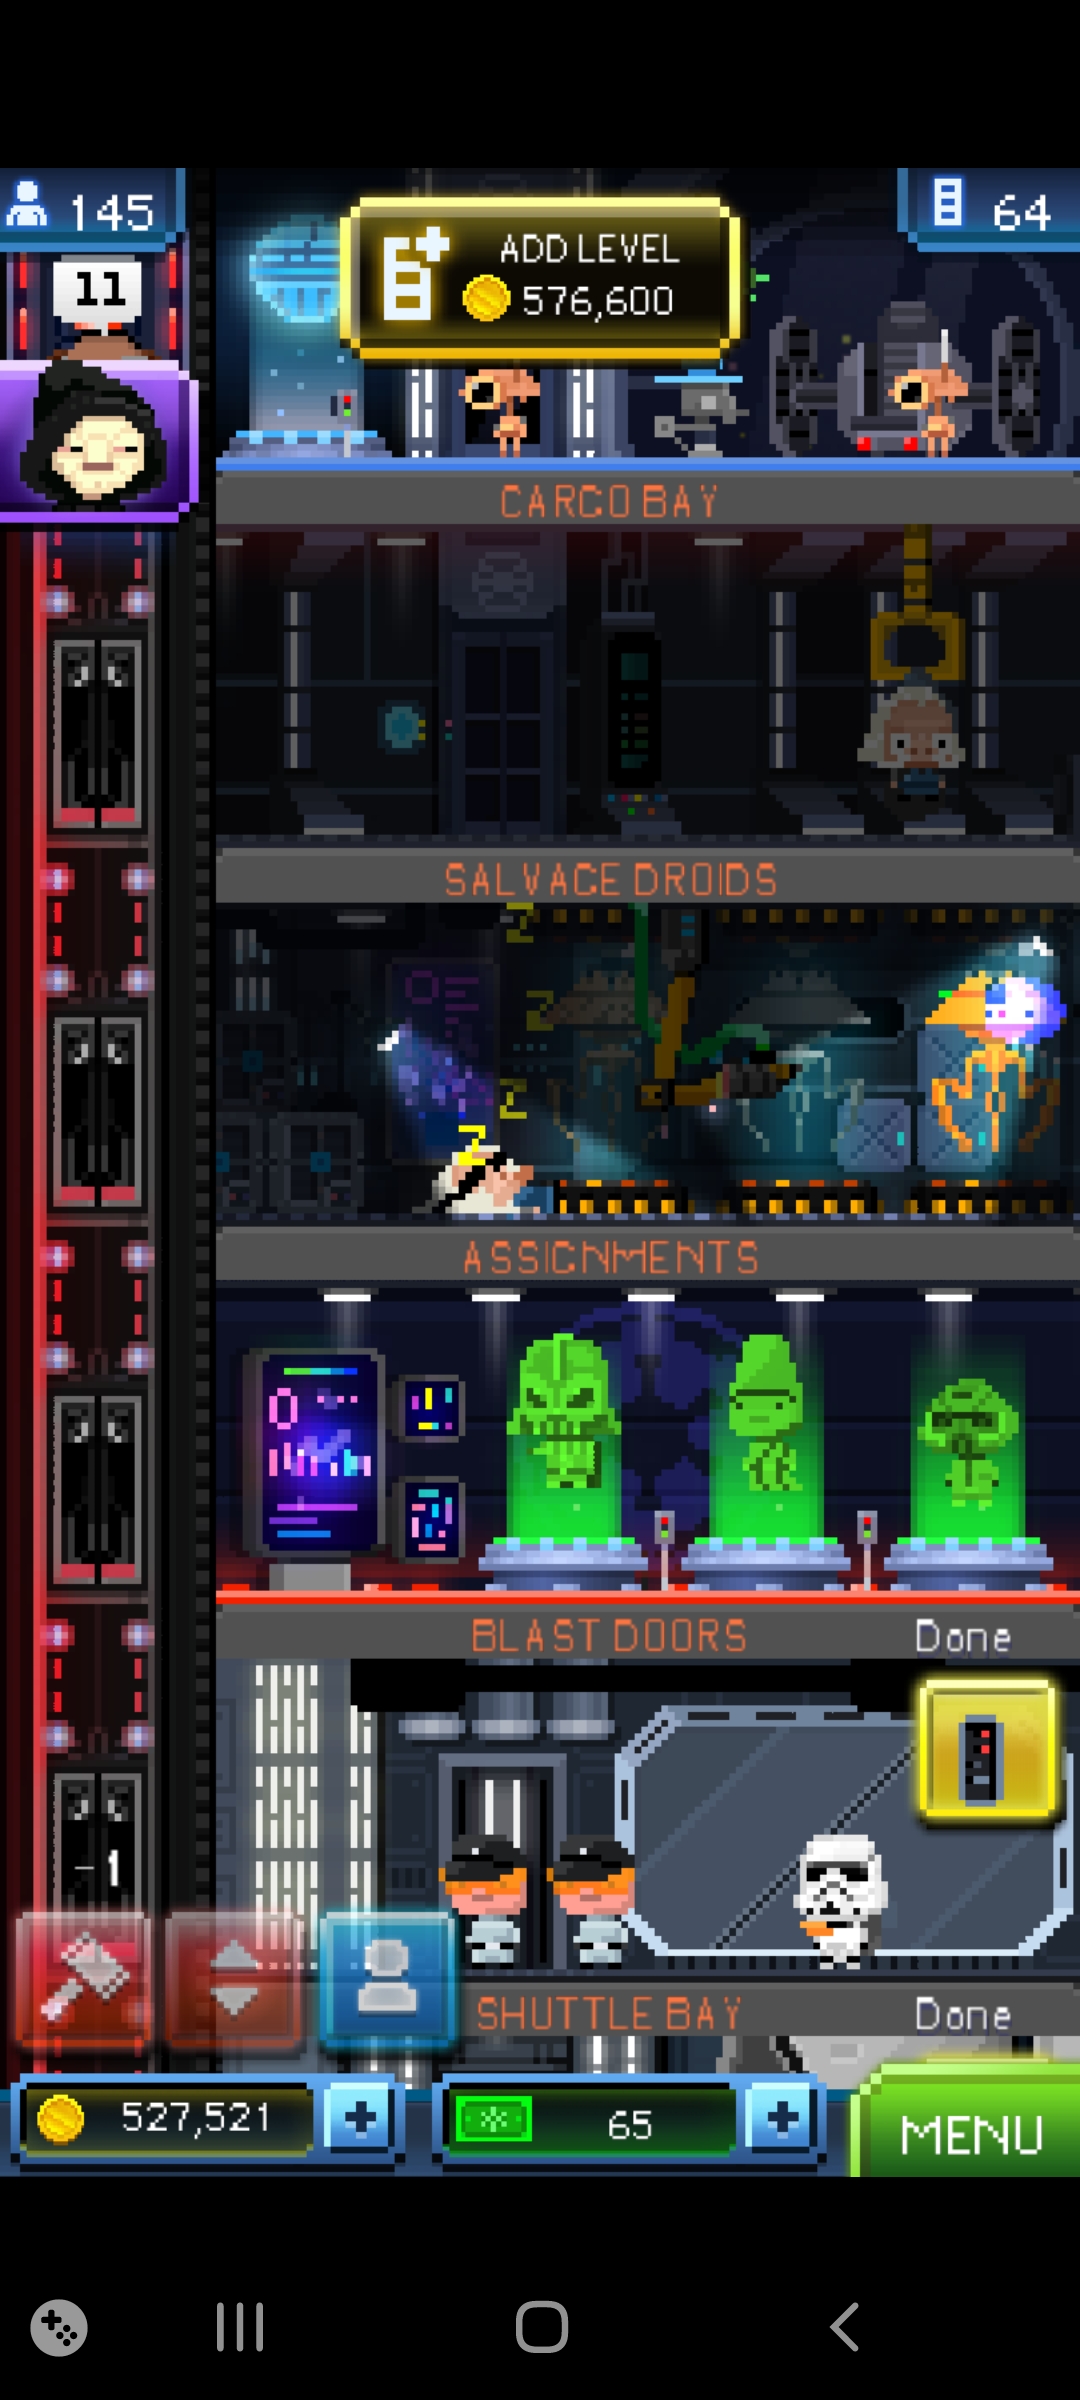 145
ADD LEVEL
576,600
64
11
CARGO BAY
SALVAGE DROIDS
Z
Z
Z
Z
ASSIGNMENTS
BLAST DOORS Done
-1
SHUTTLE BAY Done
527,521
65
MENU